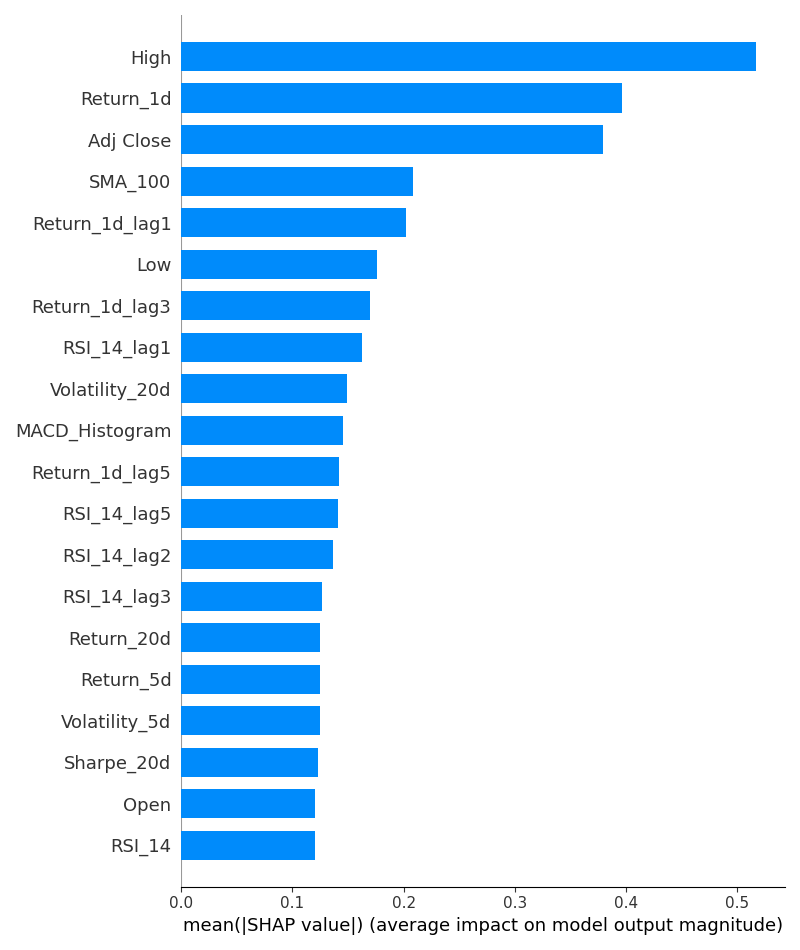 High
Return_1d
Adj Close
SMA_100
Return_1d_lag1
Low
Return_1d_lag3
RSI_14_lag1
Volatility_20d
MACD_Histogram
Return_1d_lag5
RSI_14_lag5
RSI_14_lag2
RSI_14_lag3
Return_20d
Return_5d
Volatility_5d
Sharpe_20d
Open
RSI_14
0.0 0.1 0.2 0.3 0.4 0.5
mean(|SHAP value|) (average impact on model output magnitude)